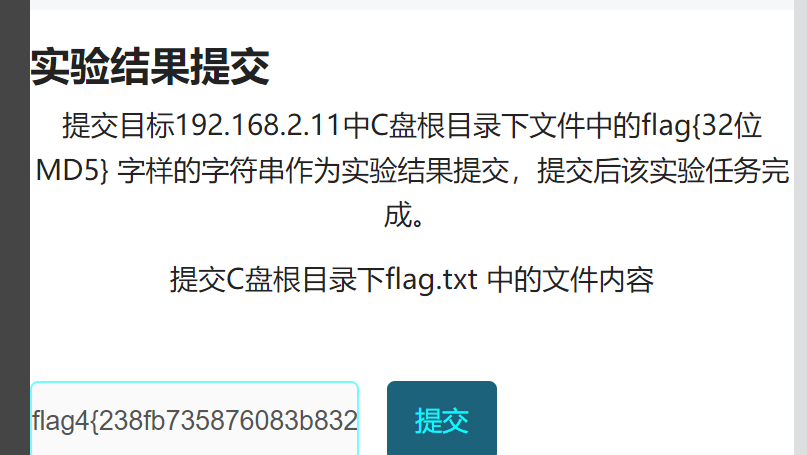 实验结果提交
提交目标192.168.2.11中C盘根目录下文件中的flag{32位
MD5} 字样的字符串作为实验结果提交，提交后该实验任务完
成。
提交C盘根目录下flag.txt 中的文件内容
flag4{238fb735876083b832
提交